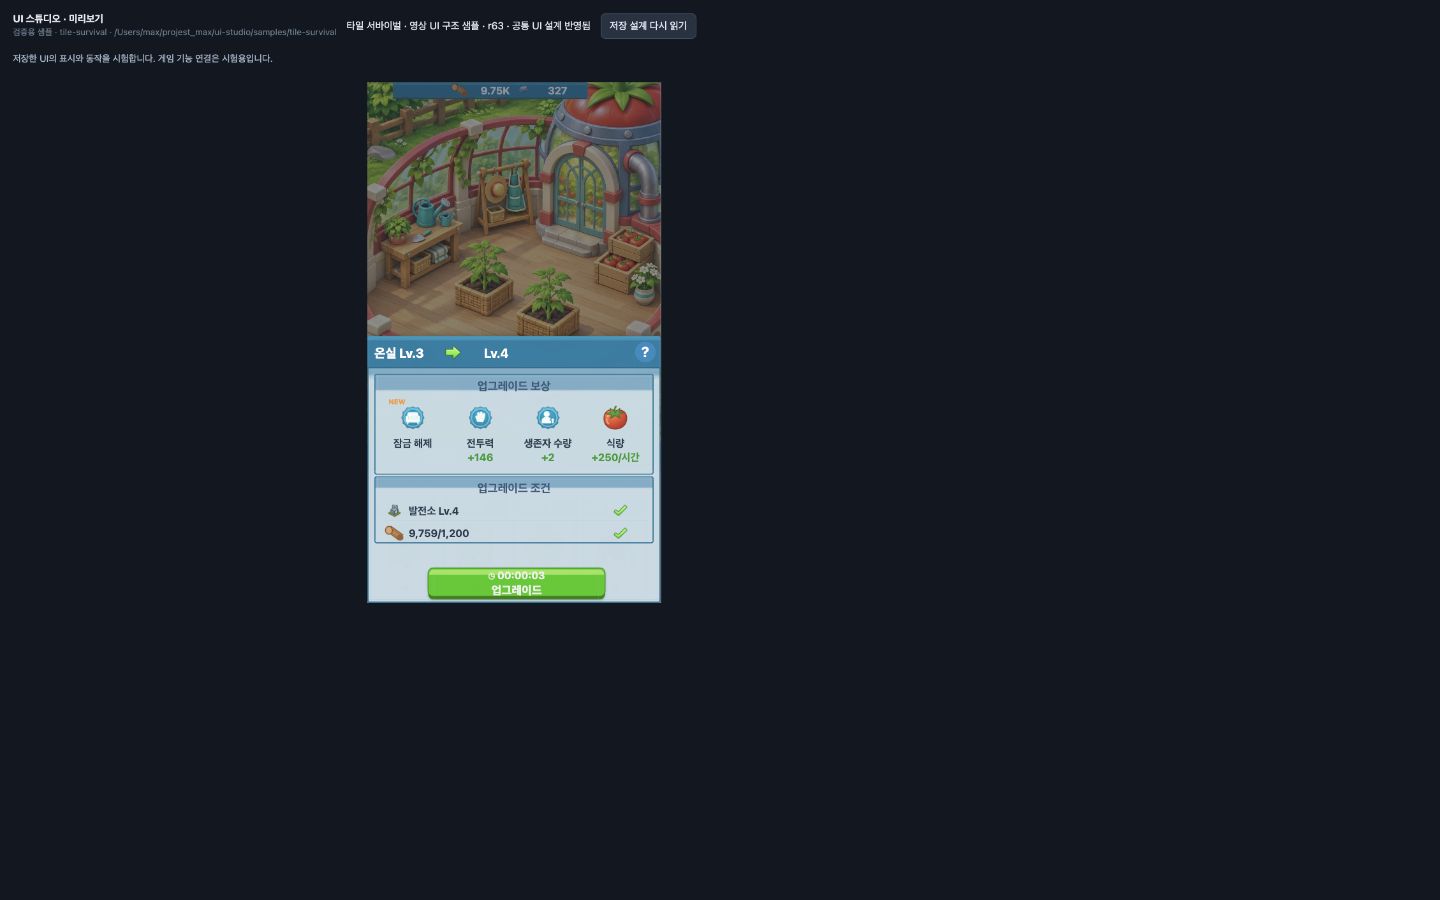 UI 스튜디오 · 미리보기
검증용 샘플 · tile-survival · /Users/max/projest_max/ui-studio/samples/tile-survival
타일 서바이벌 · 영상 UI 구조 샘플 · r63 · 공통 UI 설계 반영됨
저장 설계 다시 읽기
저장한 UI의 표시와 동작을 시험합니다. 게임 기능 연결은 시험용입니다.
9.75K 327
온실 Lv.3 Lv.4 ?
업그레이드 보상
NEW
잠금 해제 전투력 생존자 수량 식량
+146 +2 +250/시간
업그레이드 조건
발전소 Lv.4
9,759/1,200
00:00:03
업그레이드